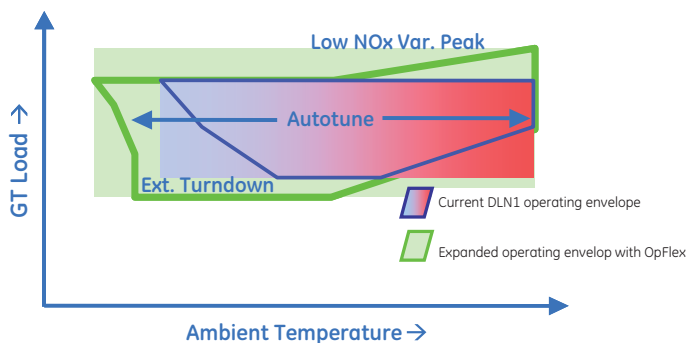 Low NOx Var. Peak
Autotune
GT Load →
Ext. Turndown
Current DLN1 operating envelope
Expanded operating envelop with OpFlex
Ambient Temperature →